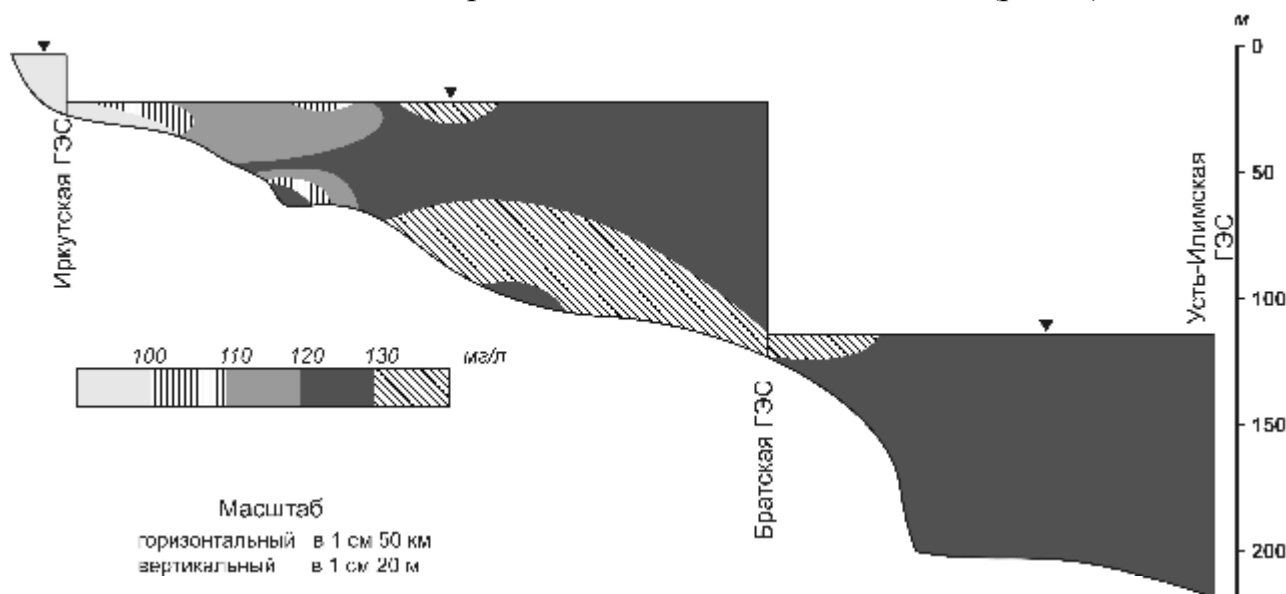 м
0
50
100
150
200
Иркутская ГЭС
Братская ГЭС
Усть-Илимская
ГЭС
100 110 120 130 мг/л
Масштаб
горизонтальный в 1 см 50 км
вертикальный в 1 см 20 м